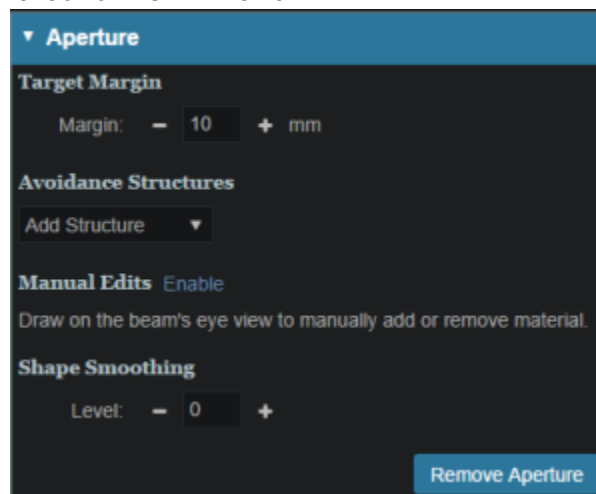 ▼ Aperture
Target Margin
Margin: − 10 + mm
Avoidance Structures
Add Structure ▼
Manual Edits Enable
Draw on the beam's eye view to manually add or remove material.
Shape Smoothing
Level: − 0 +
Remove Aperture